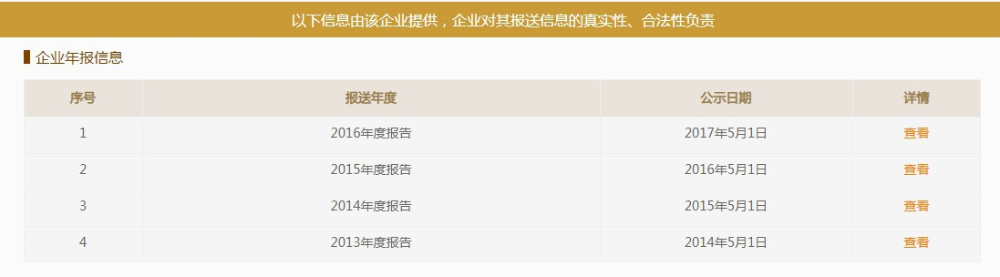 以下信息由该企业提供，企业对其报送信息的真实性、合法性负责
企业年报信息
序号 报送年度 公示日期 详情
1 2016年度报告 2017年5月1日 查看
2 2015年度报告 2016年5月1日 查看
3 2014年度报告 2015年5月1日 查看
4 2013年度报告 2014年5月1日 查看